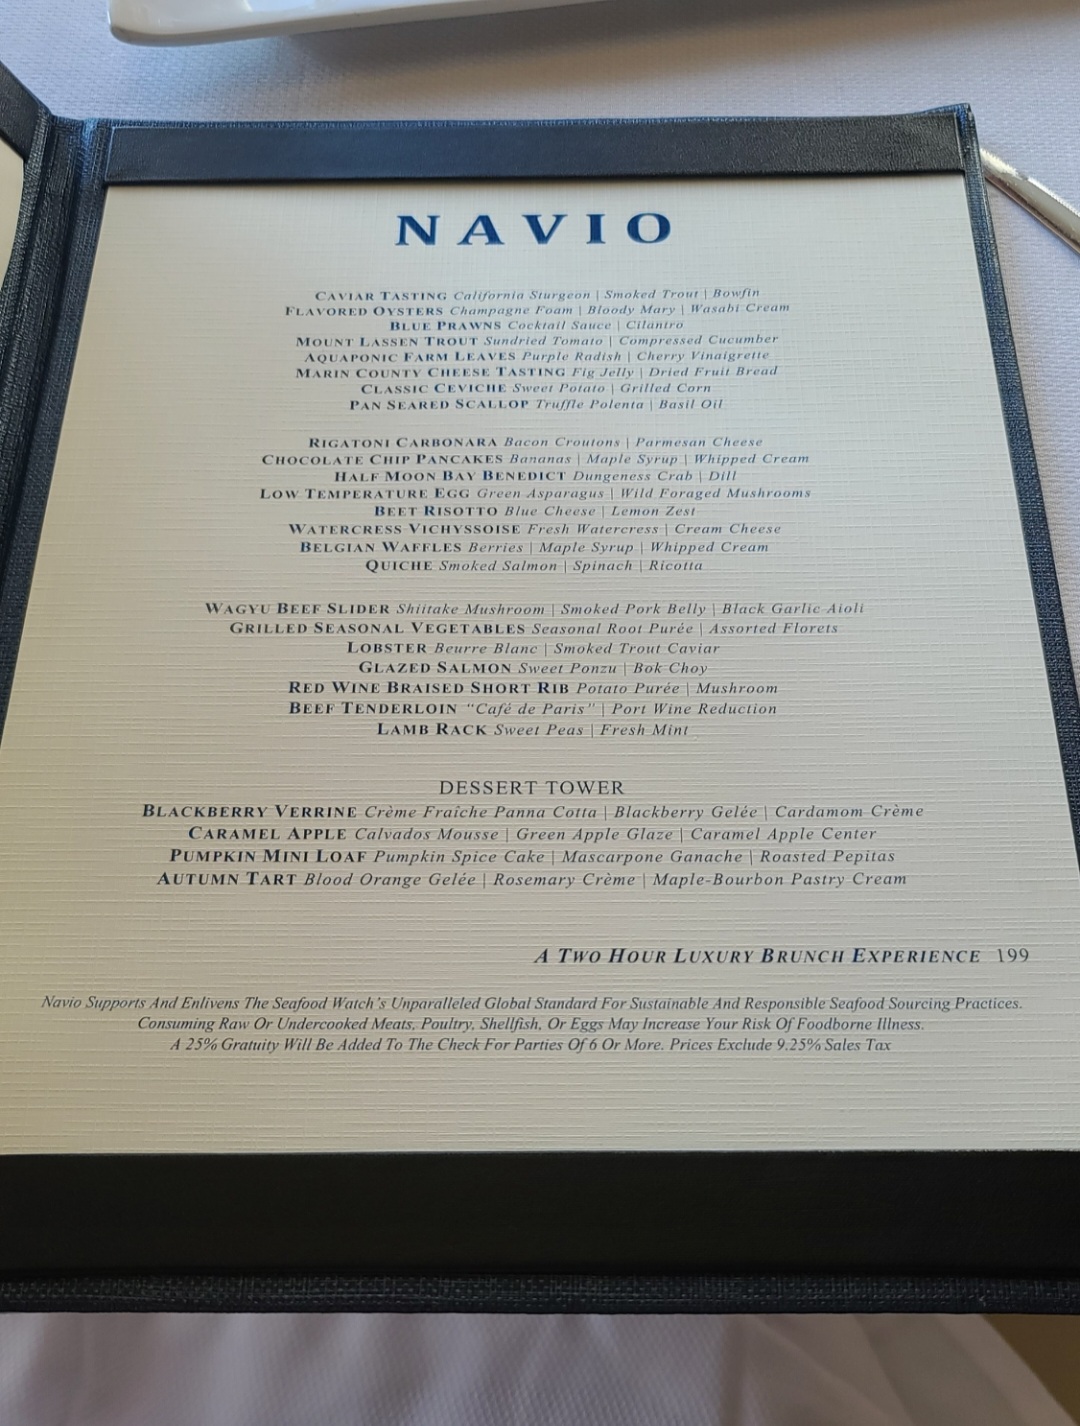 NAVIO
CAVIAR TASTING California Sturgeon | Smoked Trout | Bowfin
FLAVORED OYSTERS Champagne Foam | Bloody Mary | Wasabi Cream
BLUE PRAWNS Cocktail Sauce | Cilantro
MOUNT LASSEN TROUT Sundried Tomato | Compressed Cucumber
AQUAPONIC FARM LEAVES Purple Radish | Cherry Vinaigrette
MARIN COUNTY CHEESE TASTING Fig Jelly | Dried Fruit Bread
CLASSIC CEVICHE Sweet Potato | Grilled Corn
PAN SEARED SCALLOP Truffle Polenta | Basil Oil
RIGATONI CARBONARA Bacon Croutons | Parmesan Cheese
CHOCOLATE CHIP PANCAKES Bananas | Maple Syrup | Whipped Cream
HALF MOON BAY BENEDICT Dungeness Crab | Dill
LOW TEMPERATURE EGG Green Asparagus | Wild Foraged Mushrooms
BEET RISOTTO Blue Cheese | Lemon Zest
WATERCRESS VICHYSSOISE Fresh Watercress | Cream Cheese
BELGIAN WAFFLES Berries | Maple Syrup | Whipped Cream
QUICHE Smoked Salmon | Spinach | Ricotta
WAGYU BEEF SLIDER Shiitake Mushroom | Smoked Pork Belly | Black Garlic Aioli
GRILLED SEASONAL VEGETABLES Seasonal Root Purée | Assorted Florets
LOBSTER Beurre Blanc | Smoked Trout Caviar
GLAZED SALMON Sweet Ponzu | Bok Choy
RED WINE BRAISED SHORT RIB Potato Purée | Mushroom
BEEF TENDERLOIN "Café de Paris" | Port Wine Reduction
LAMB RACK Sweet Peas | Fresh Mint
DESSERT TOWER
BLACKBERRY VERRINE Crème Fraîche Panna Cotta | Blackberry Gelée | Cardamom Crème
CARAMEL APPLE Calvados Mousse | Green Apple Glaze | Caramel Apple Center
PUMPKIN MINI LOAF Pumpkin Spice Cake | Mascarpone Ganache | Roasted Pepitas
AUTUMN TART Blood Orange Gelée | Rosemary Crème | Maple-Bourbon Pastry Cream
A TWO HOUR LUXURY BRUNCH EXPERIENCE 199
Navio Supports And Enlivens The Seafood Watch's Unparalleled Global Standard For Sustainable And Responsible Seafood Sourcing Practices.
Consuming Raw Or Undercooked Meats, Poultry, Shellfish, Or Eggs May Increase Your Risk Of Foodborne Illness.
A 25% Gratuity Will Be Added To The Check For Parties Of 6 Or More. Prices Exclude 9.25% Sales Tax